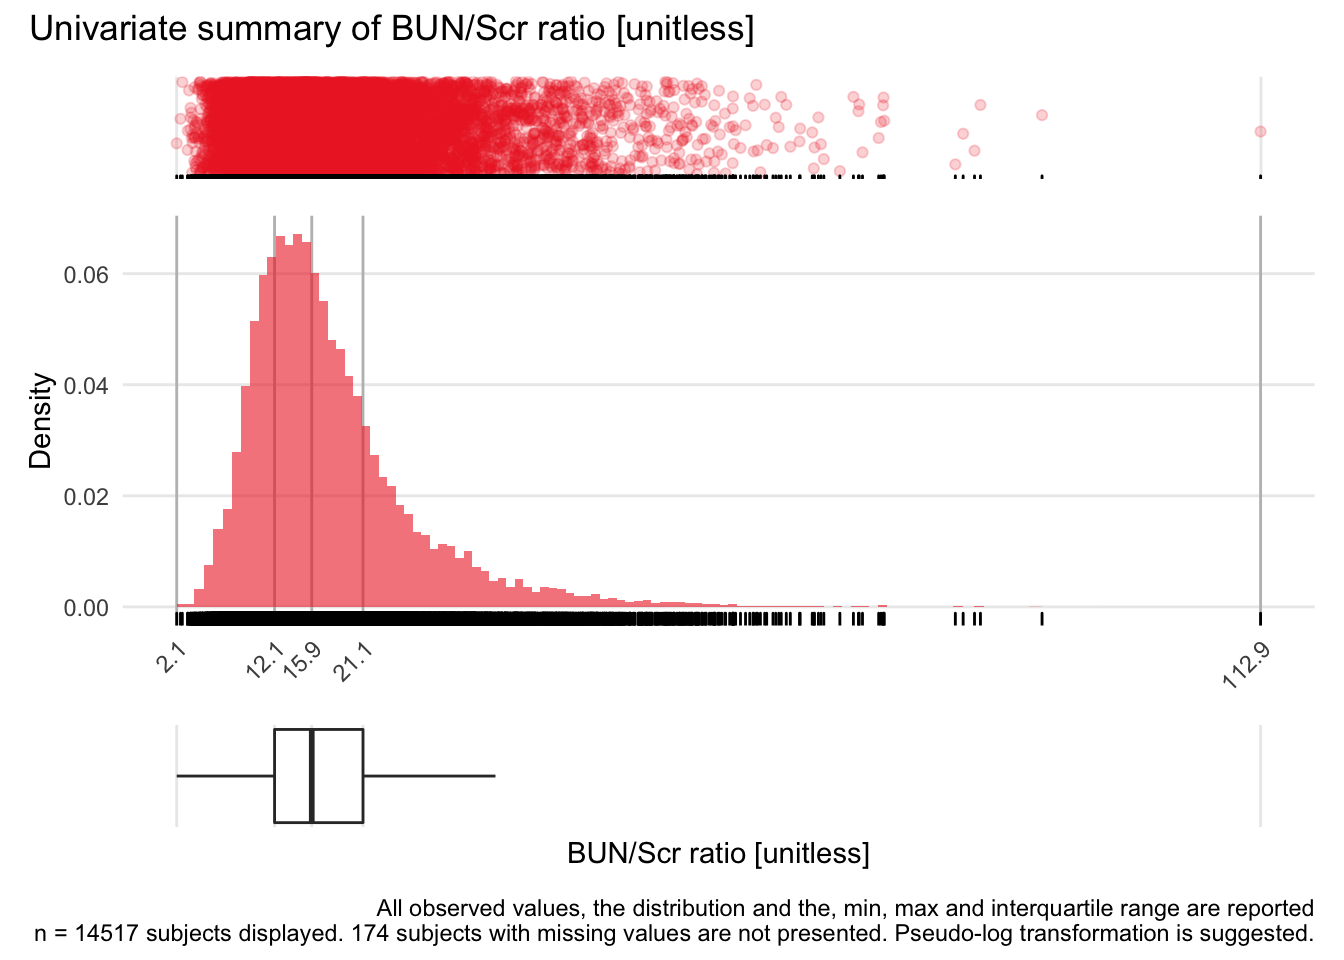 Univariate summary of BUN/Scr ratio [unitless]
Density
0.06
0.04
0.02
0.00
2.1
12.1
15.9
21.1
112.9
BUN/Scr ratio [unitless]
All observed values, the distribution and the, min, max and interquartile range are reported
n = 14517 subjects displayed. 174 subjects with missing values are not presented. Pseudo-log transformation is suggested.